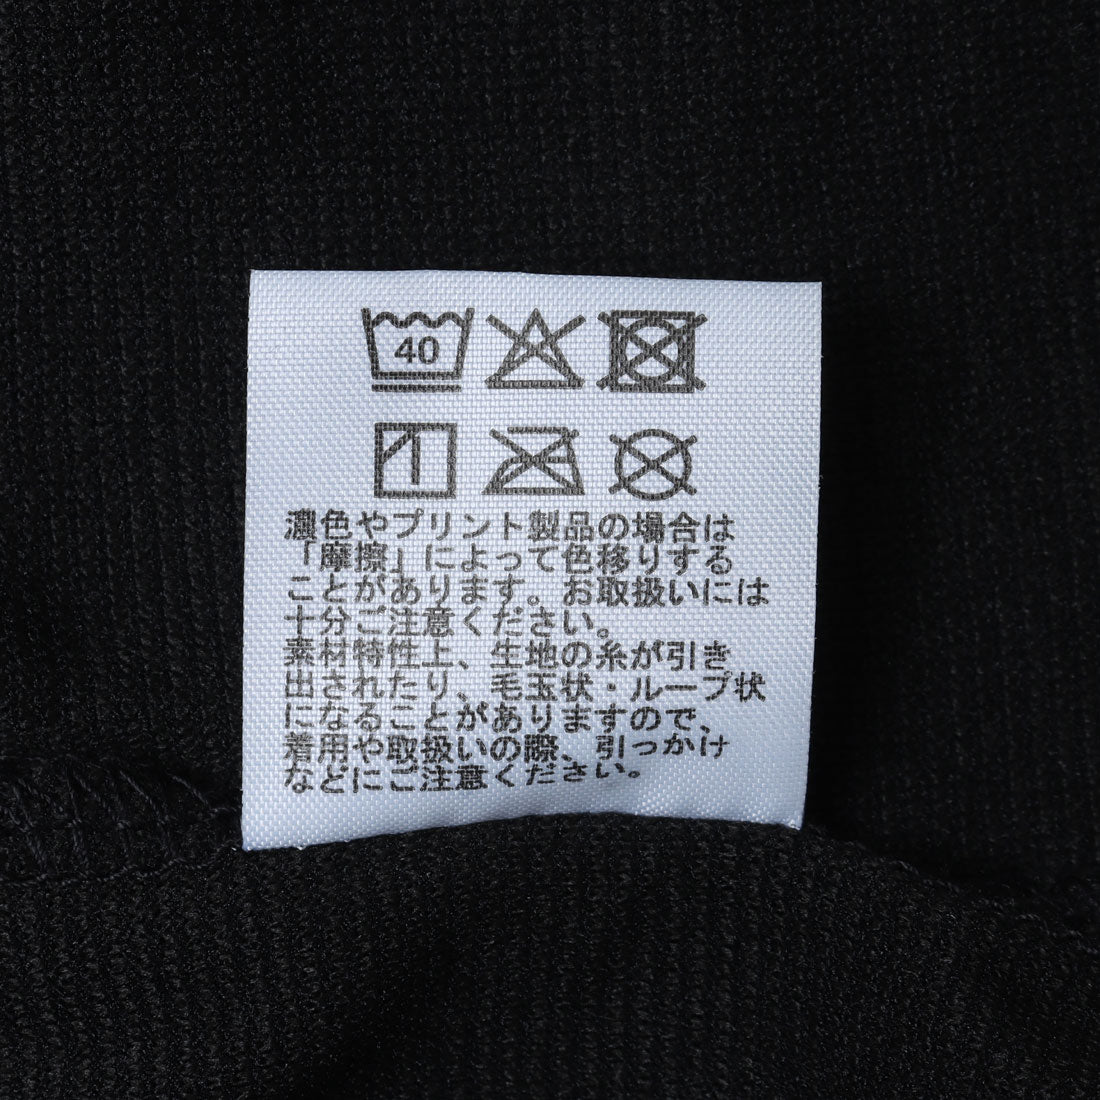 40
濃色やプリント製品の場合は
「摩擦」によって色移りする
ことがあります。お取扱いには
十分ご注意ください。
素材特性上、生地の糸が引き
出されたり、毛玉状・ループ状
になることがありますので、
着用や取扱いの際、引っかけ
などにご注意ください。